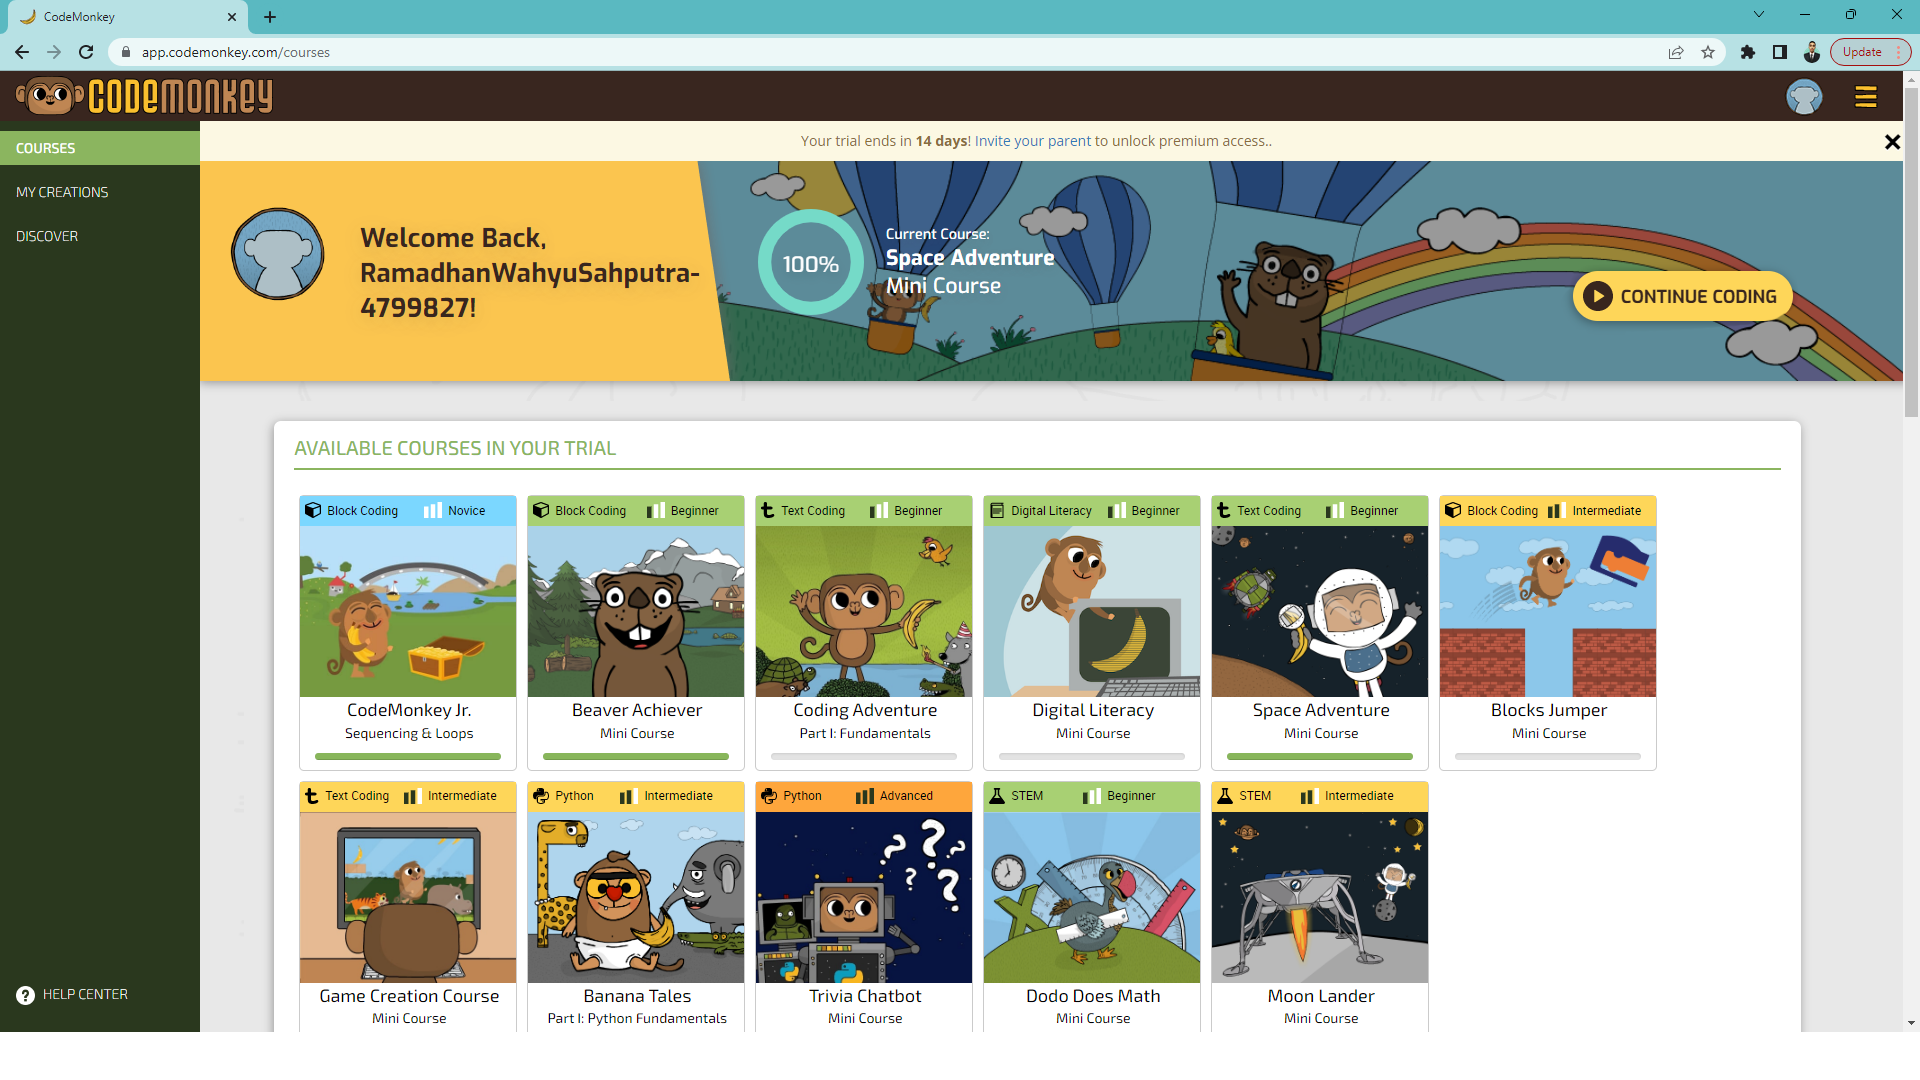 CodeMonkey
app.codemonkey.com/courses
Update
CODEMONKEY
COURSES
MY CREATIONS
DISCOVER
HELP CENTER
Your trial ends in 14 days! Invite your parent to unlock premium access..
Welcome Back,
RamadhanWahyuSahputra-
4799827!
100%
Current Course:
Space Adventure
Mini Course
CONTINUE CODING
AVAILABLE COURSES IN YOUR TRIAL
Block Coding Novice
CodeMonkey Jr.
Sequencing & Loops
Block Coding Beginner
Beaver Achiever
Mini Course
Text Coding Beginner
Coding Adventure
Part I: Fundamentals
Digital Literacy Beginner
Digital Literacy
Mini Course
Text Coding Beginner
Space Adventure
Mini Course
Block Coding Intermediate
Blocks Jumper
Mini Course
Text Coding Intermediate
Game Creation Course
Mini Course
Python Intermediate
Banana Tales
Part I: Python Fundamentals
Python Advanced
? ? ? ? ?
Trivia Chatbot
Mini Course
STEM Beginner
Dodo Does Math
Mini Course
STEM Intermediate
Moon Lander
Mini Course